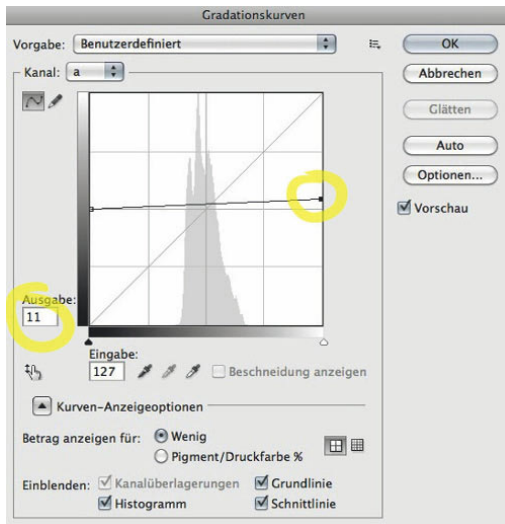 Gradationskurven
Vorgabe: Benutzerdefiniert
OK
Kanal: a
Abbrechen
Glätten
Auto
Optionen...
Vorschau
Ausgabe:
11
Eingabe:
127
Beschneidung anzeigen
Kurven-Anzeigeoptionen
Betrag anzeigen für: Wenig
Pigment/Druckfarbe %
Einblenden: Kanalüberlagerungen Grundlinie
Histogramm Schnittlinie